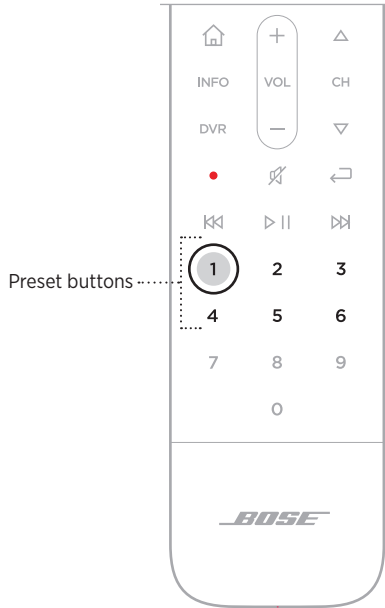 +
INFO VOL CH
DVR −
Preset buttons
1 2 3
4 5 6
7 8 9
0
BOSE